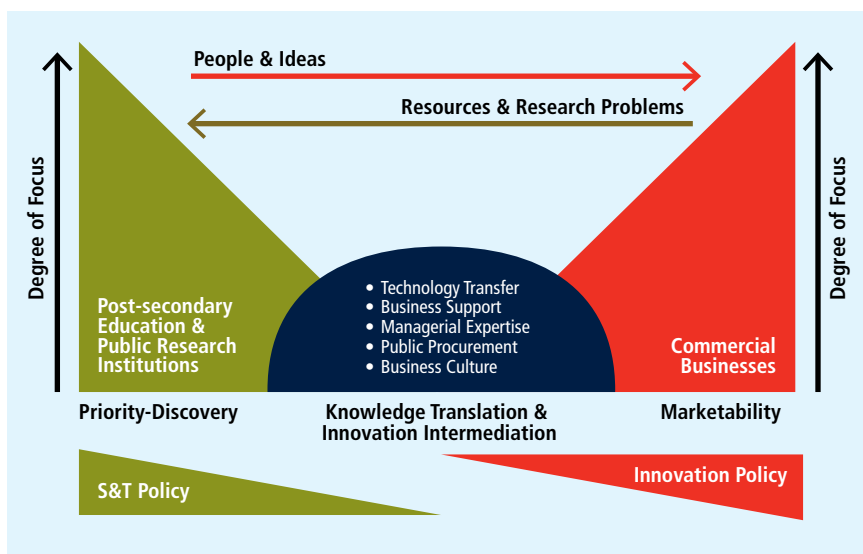 People & Ideas
Resources & Research Problems
Degree of Focus
Degree of Focus
Post-secondary
Education &
Public Research
Institutions
• Technology Transfer
• Business Support
• Managerial Expertise
• Public Procurement
• Business Culture
Commercial
Businesses
Priority-Discovery
Knowledge Translation &
Innovation Intermediation
Marketability
S&T Policy
Innovation Policy